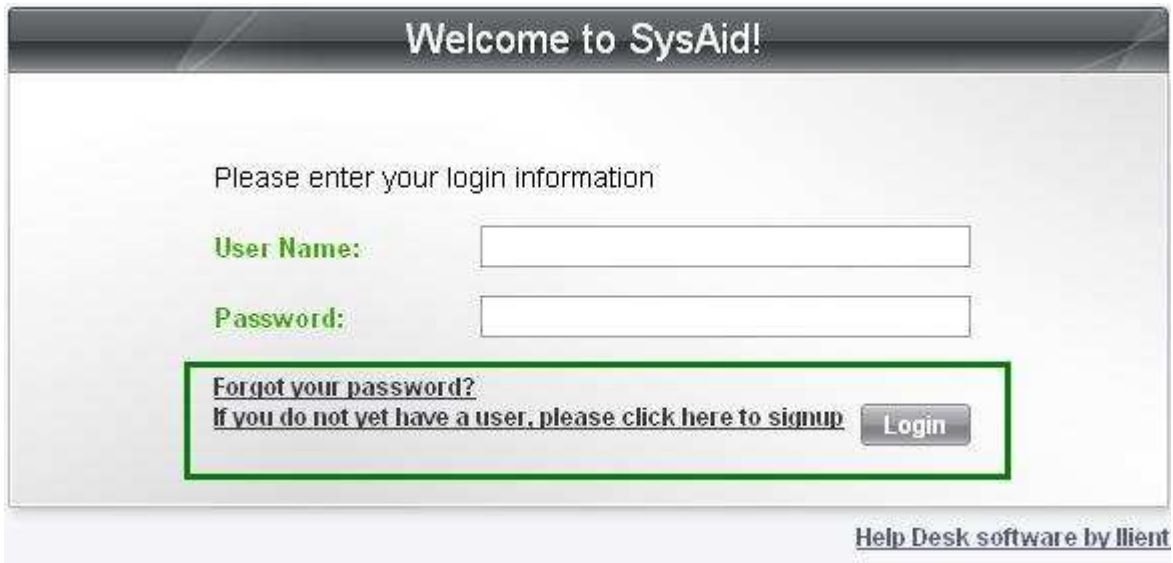 Welcome to SysAid!
Please enter your login information
User Name:
Password:
Forgot your password?
If you do not yet have a user, please click here to signup
Login
Help Desk software by Ilient